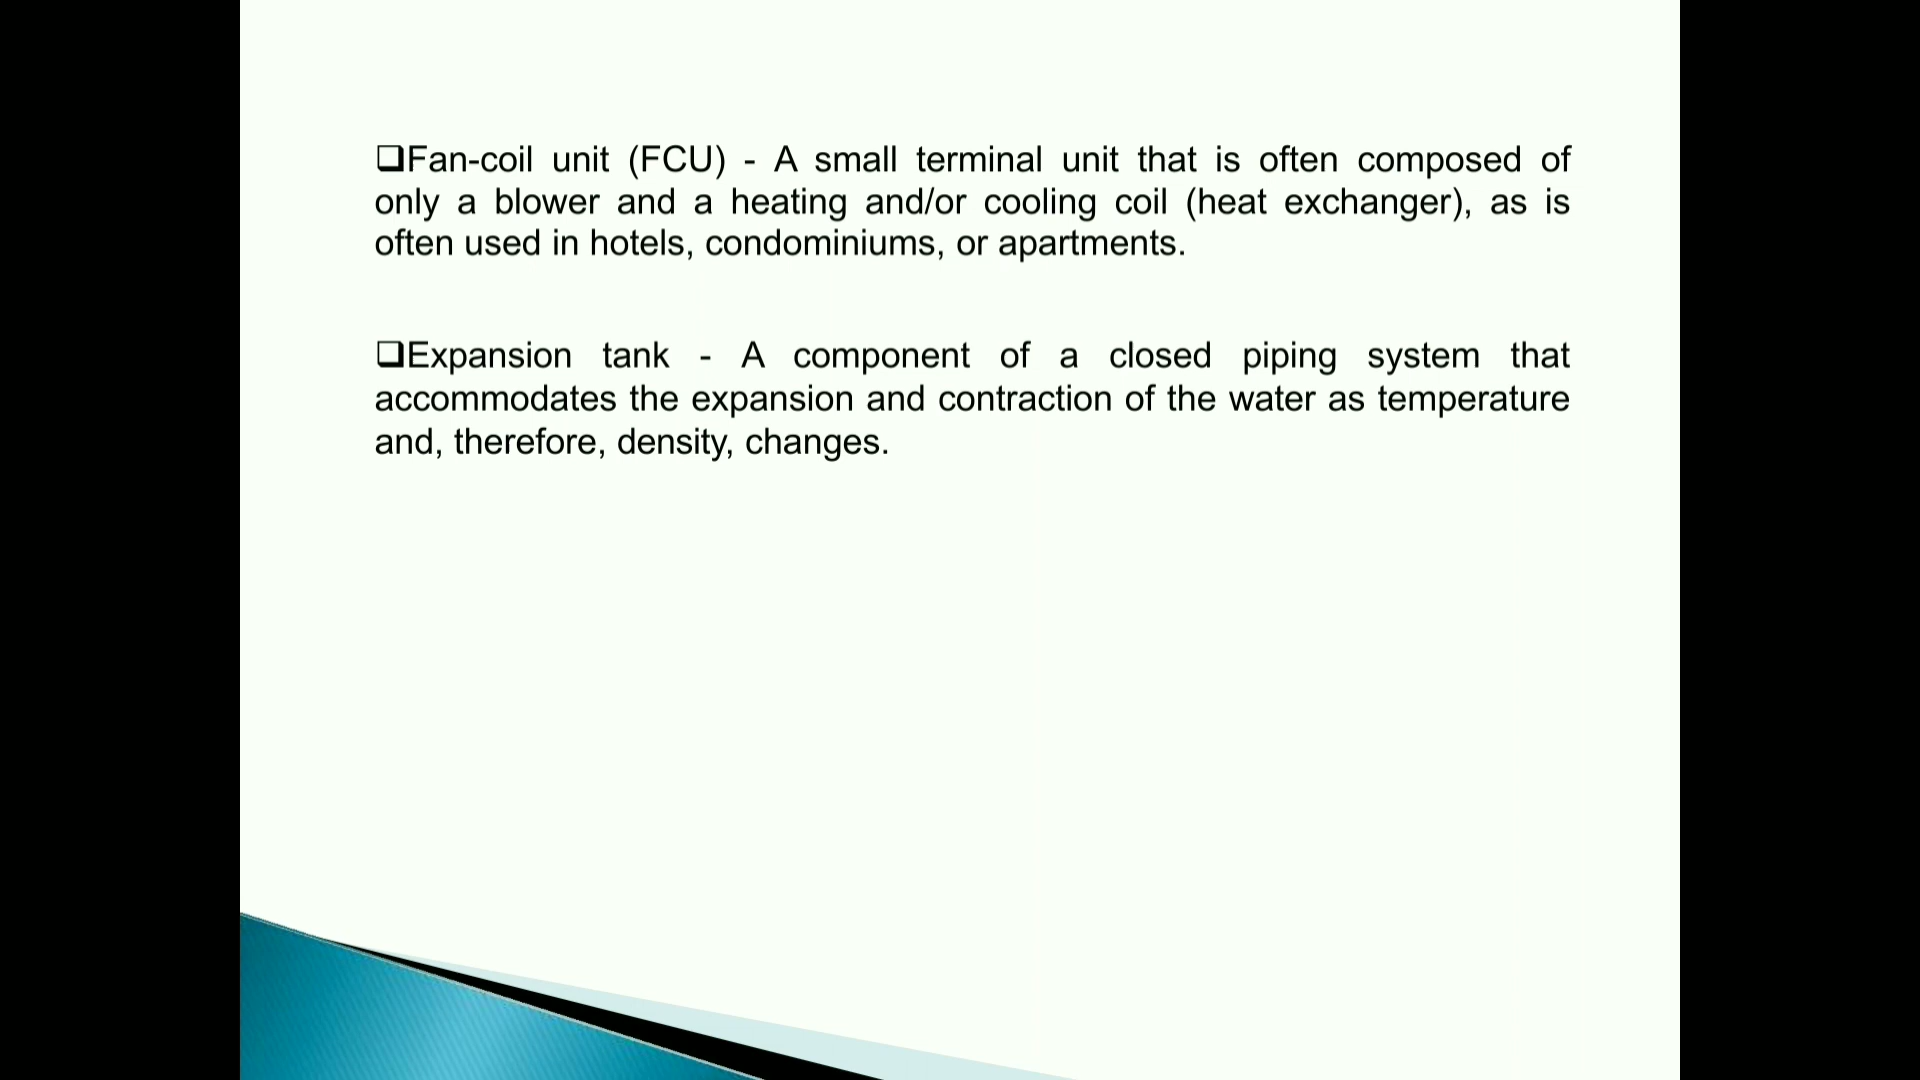 ❑Fan-coil unit (FCU) - A small terminal unit that is often composed of
only a blower and a heating and/or cooling coil (heat exchanger), as is
often used in hotels, condominiums, or apartments.
❑Expansion tank - A component of a closed piping system that
accommodates the expansion and contraction of the water as temperature
and, therefore, density, changes.